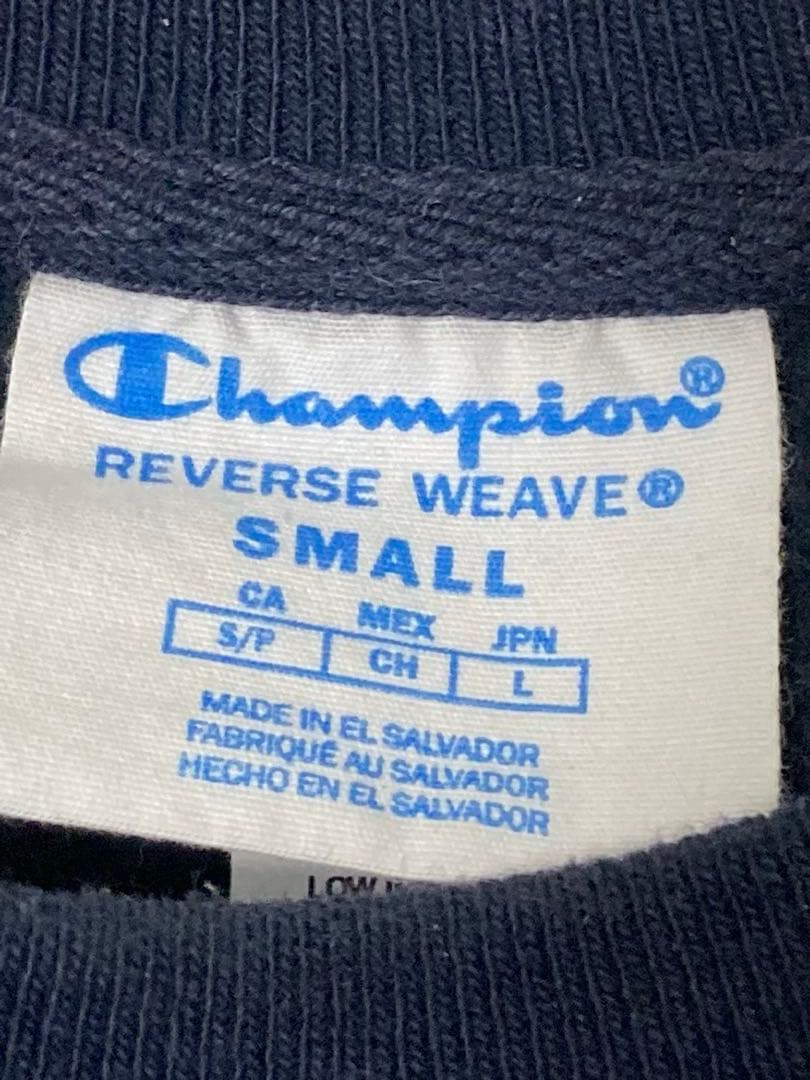 Champion®
REVERSE WEAVE®
SMALL
CA MEX JPN
S/P CH L
MADE IN EL SALVADOR
FABRIQUÉ AU SALVADOR
HECHO EN EL SALVADOR
LOW